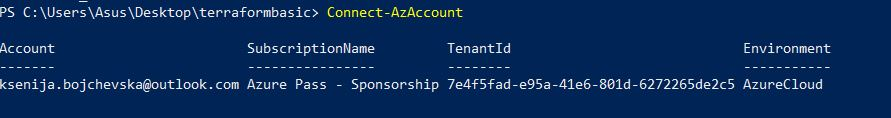 PS C:\Users\Asus\Desktop\terraformbasic> Connect-AzAccount
Account SubscriptionName TenantId Environment
------- ---------------- -------- -----------
ksenija.bojchevska@outlook.com Azure Pass - Sponsorship 7e4f5fad-e95a-41e6-801d-6272265de2c5 AzureCloud